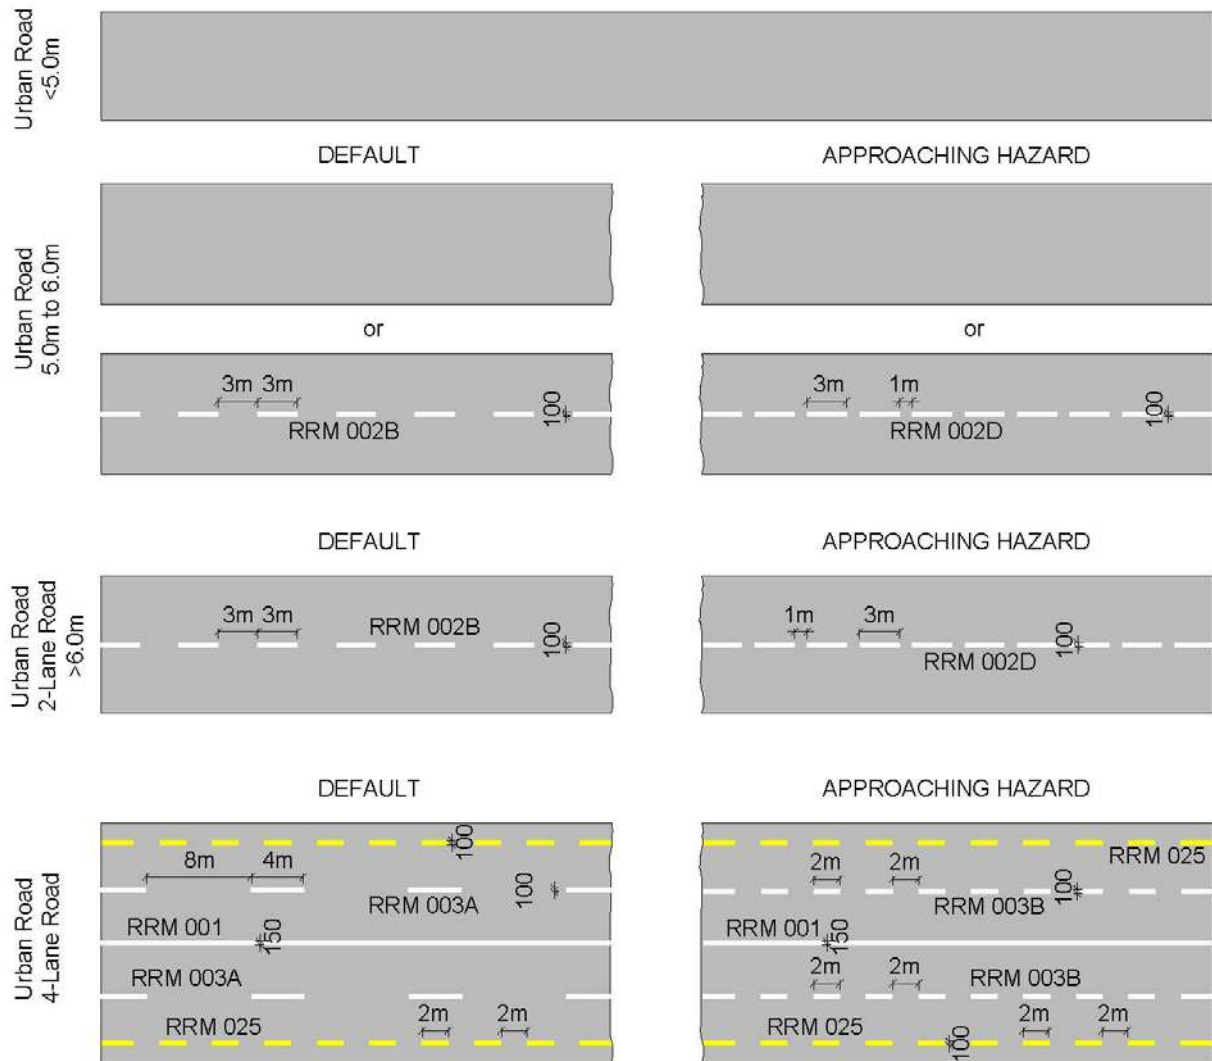 Urban Road
<5.0m
DEFAULT
APPROACHING HAZARD
Urban Road
5.0m to 6.0m
or
or
3m
3m
100
RRM 002B
3m
1m
100
RRM 002D
DEFAULT
APPROACHING HAZARD
Urban Road
2-Lane Road
>6.0m
3m
3m
RRM 002B
100
1m
3m
100
RRM 002D
DEFAULT
APPROACHING HAZARD
Urban Road
4-Lane Road
100
8m
4m
RRM 003A
100
RRM 001
150
RRM 003A
2m
2m
RRM 025
RRM 025
2m
2m
100
RRM 003B
RRM 001
150
2m
2m
RRM 003B
RRM 025
2m
2m
100